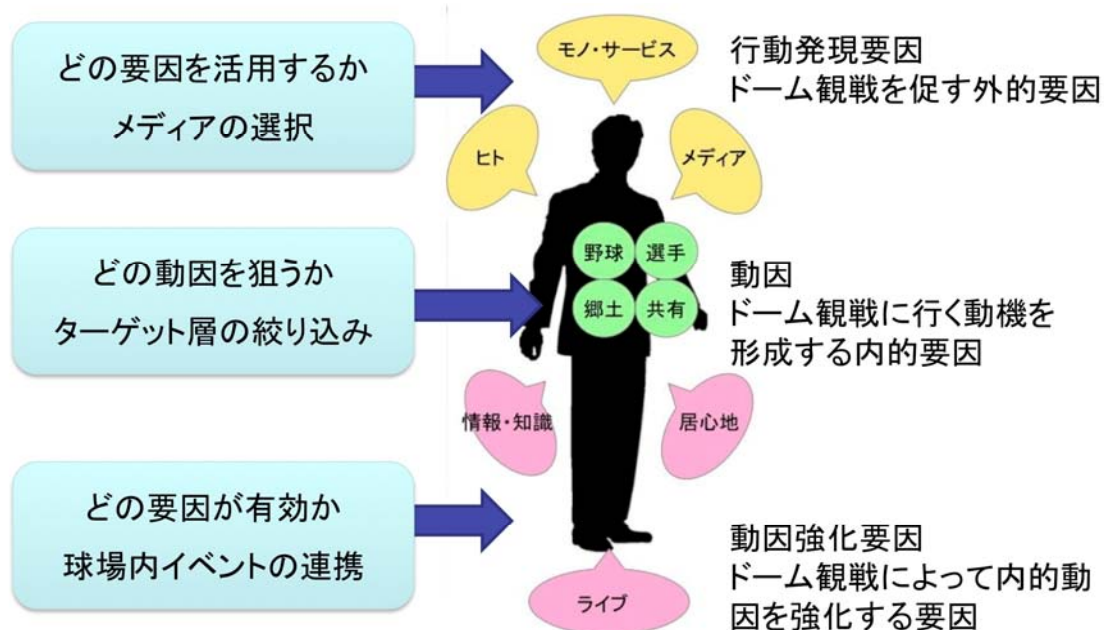 どの要因を活用するか
メディアの選択
モノ・サービス
ヒト
メディア
行動発現要因
ドーム観戦を促す外的要因
どの動因を狙うか
ターゲット層の絞り込み
野球
選手
郷土
共有
動因
ドーム観戦に行く動機を
形成する内的要因
情報・知識
居心地
どの要因が有効か
球場内イベントの連携
ライブ
動因強化要因
ドーム観戦によって内的動
因を強化する要因